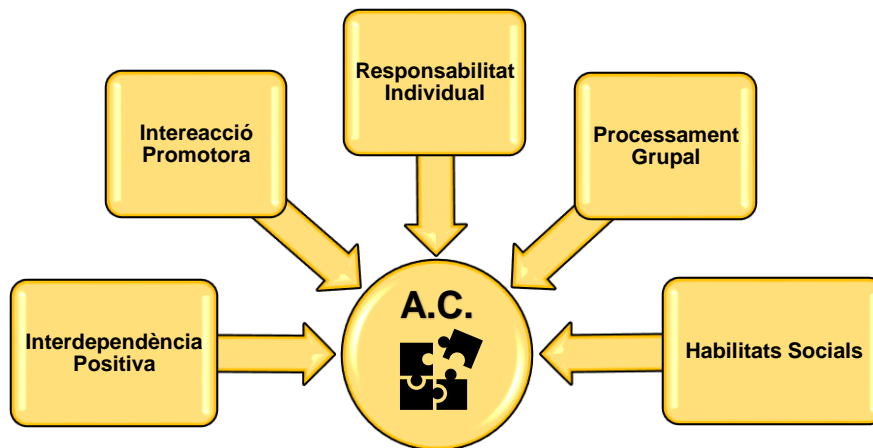 Responsabilitat
Individual
Intereacció
Promotora
Processament
Grupal
A.C.
Interdependència
Positiva
Habilitats Socials